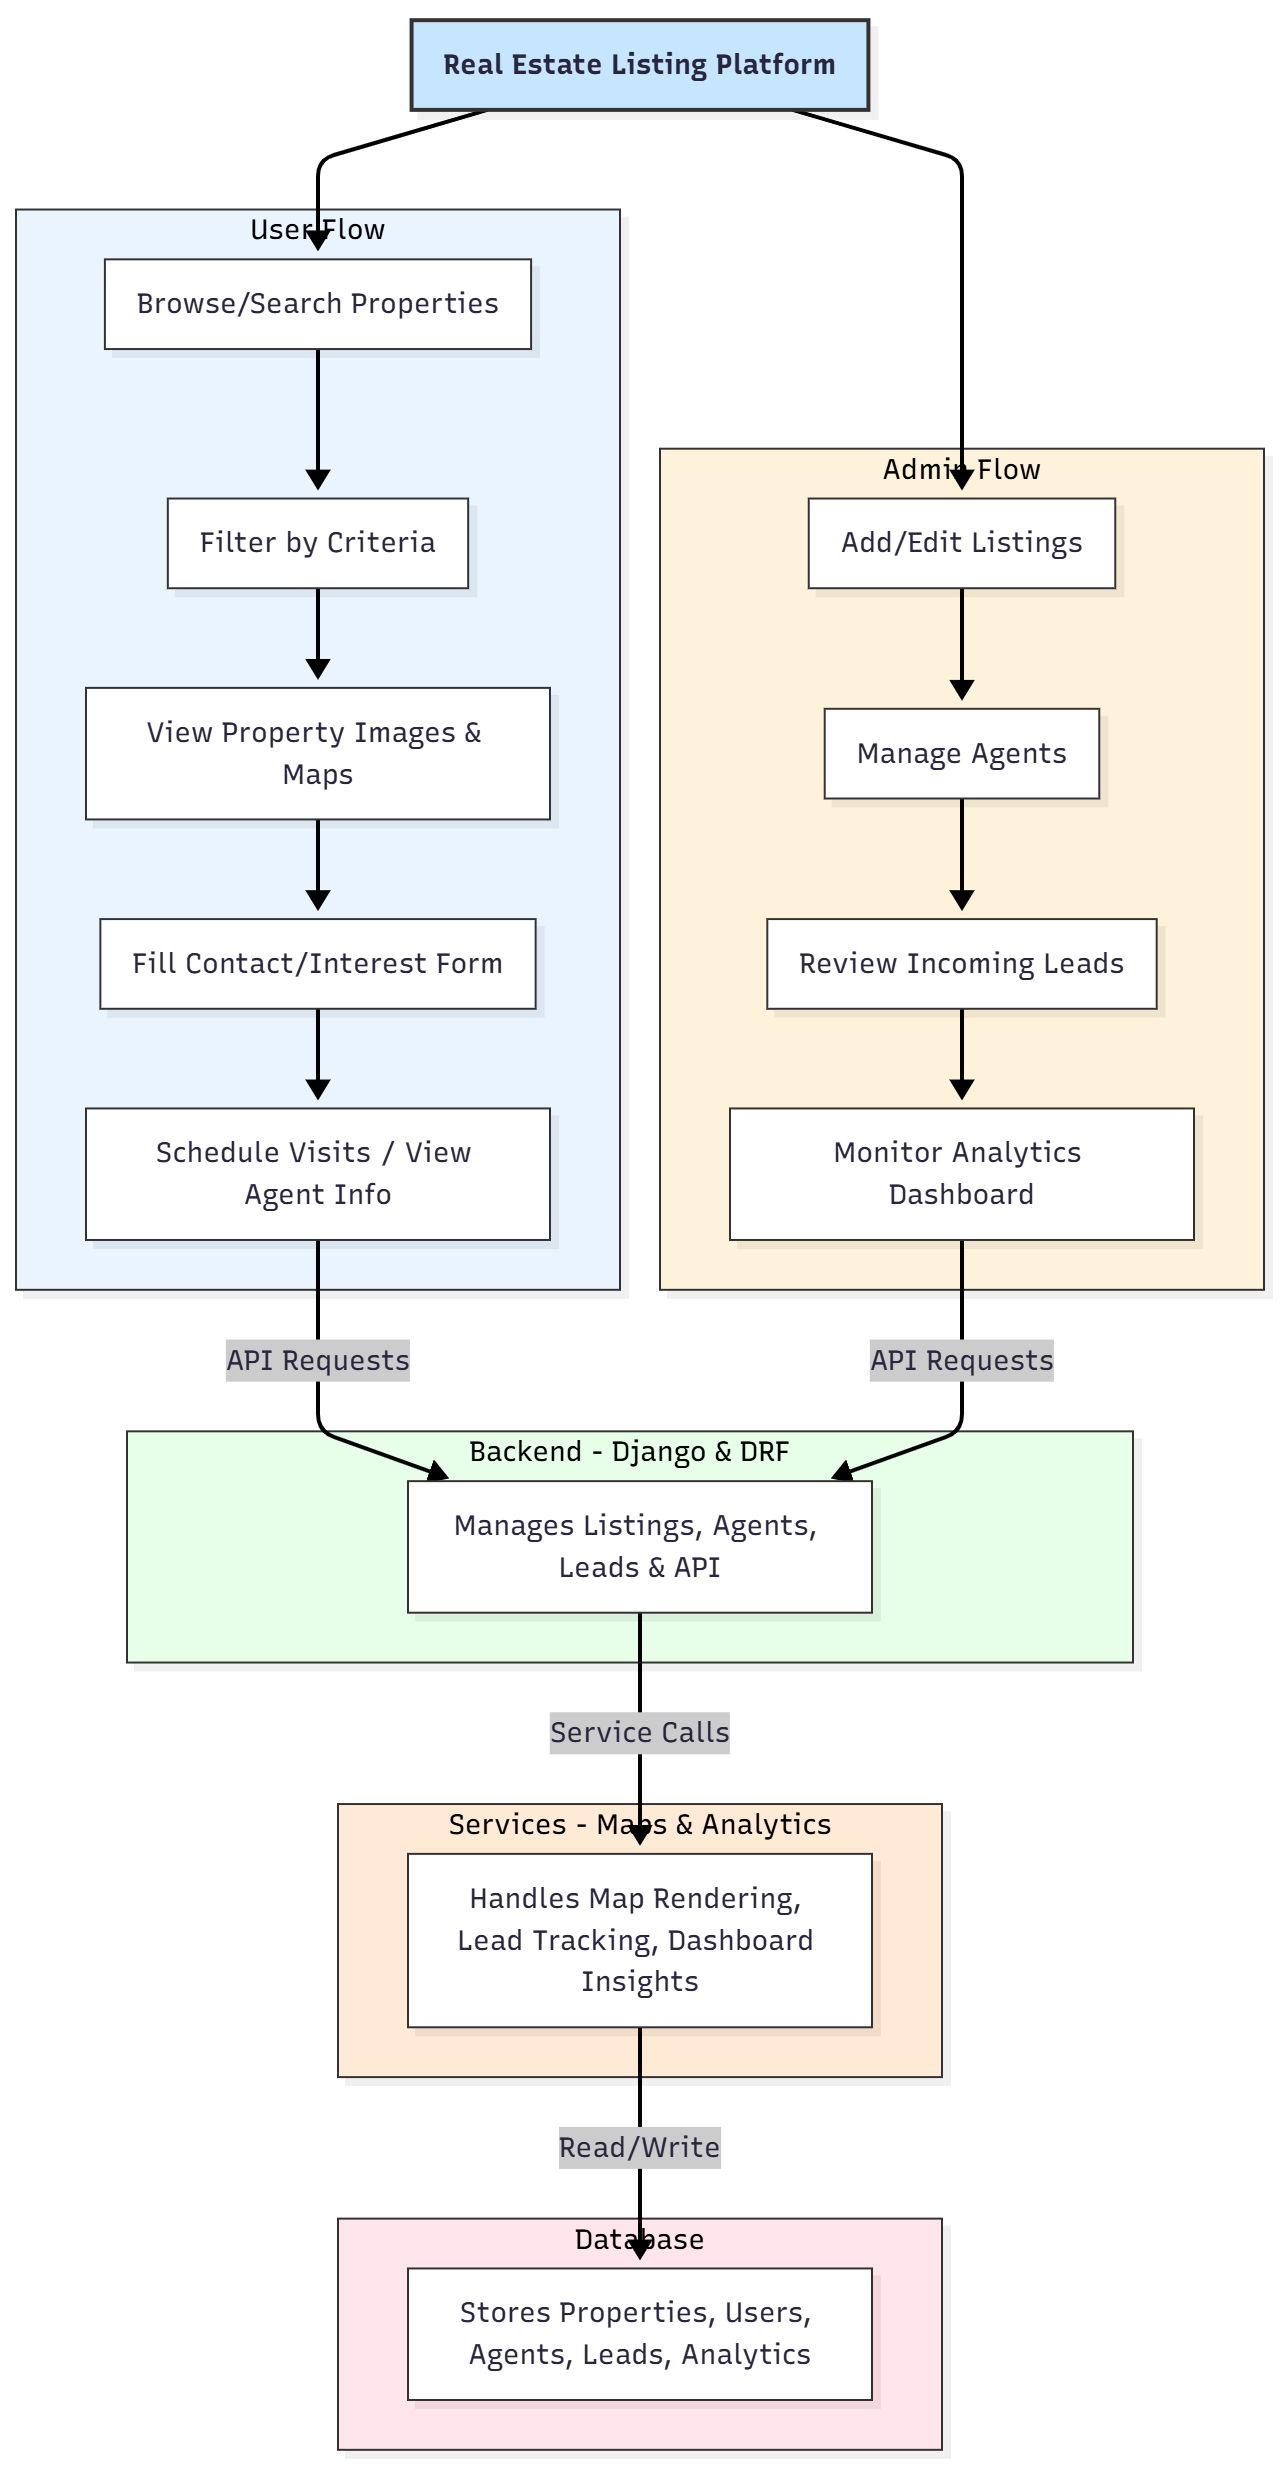 Real Estate Listing Platform
User Flow
Browse/Search Properties
Filter by Criteria
View Property Images &
Maps
Fill Contact/Interest Form
Schedule Visits / View
Agent Info
Admin Flow
Add/Edit Listings
Manage Agents
Review Incoming Leads
Monitor Analytics
Dashboard
API Requests
API Requests
Backend - Django & DRF
Manages Listings, Agents,
Leads & API
Service Calls
Services - Maps & Analytics
Handles Map Rendering,
Lead Tracking, Dashboard
Insights
Read/Write
Database
Stores Properties, Users,
Agents, Leads, Analytics